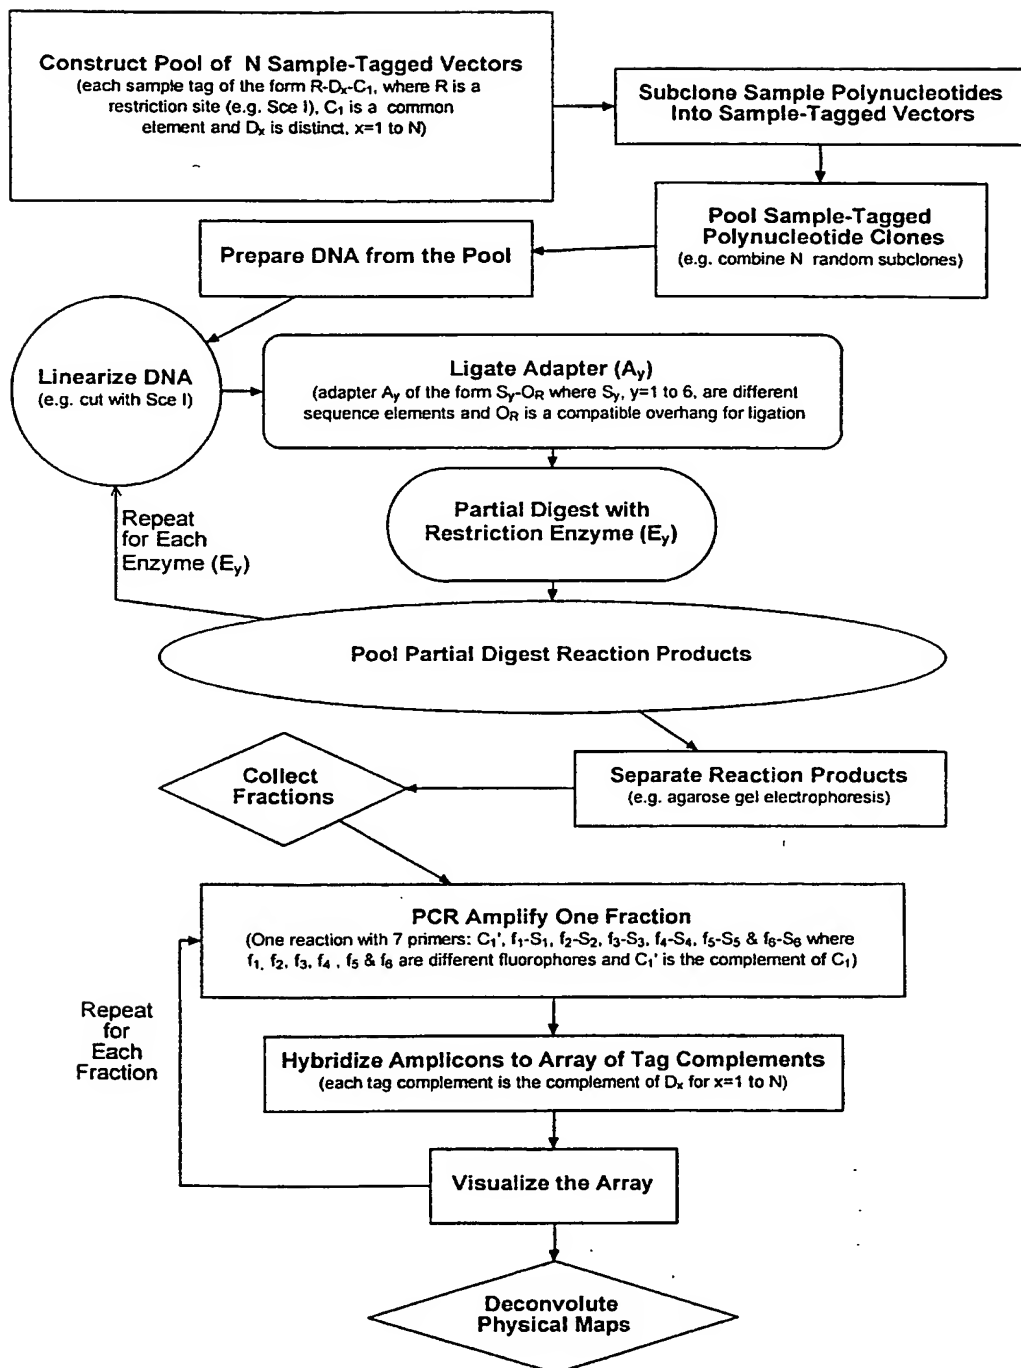 Construct Pool of N Sample-Tagged Vectors
(each sample tag of the form R-Dₓ-C₁, where R is a
restriction site (e.g. Sce I), C₁ is a common
element and Dₓ is distinct, x=1 to N)
Subclone Sample Polynucleotides
Into Sample-Tagged Vectors
Pool Sample-Tagged
Polynucleotide Clones
(e.g. combine N random subclones)
Prepare DNA from the Pool
Linearize DNA
(e.g. cut with Sce I)
Ligate Adapter (Aᵧ)
(adapter Aᵧ of the form Sᵧ-Oᵣ where Sᵧ, y=1 to 6, are different
sequence elements and Oᵣ is a compatible overhang for ligation
Partial Digest with
Restriction Enzyme (Eᵧ)
Repeat
for Each
Enzyme (Eᵧ)
Pool Partial Digest Reaction Products
Separate Reaction Products
(e.g. agarose gel electrophoresis)
Collect
Fractions
PCR Amplify One Fraction
(One reaction with 7 primers: C₁', f₁-S₁, f₂-S₂, f₃-S₃, f₄-S₄, f₅-S₅ & f₆-S₆ where
f₁, f₂, f₃, f₄ , f₅ & f₆ are different fluorophores and C₁' is the complement of C₁)
Repeat
for
Each
Fraction
Hybridize Amplicons to Array of Tag Complements
(each tag complement is the complement of Dₓ for x=1 to N)
Visualize the Array
Deconvolute
Physical Maps